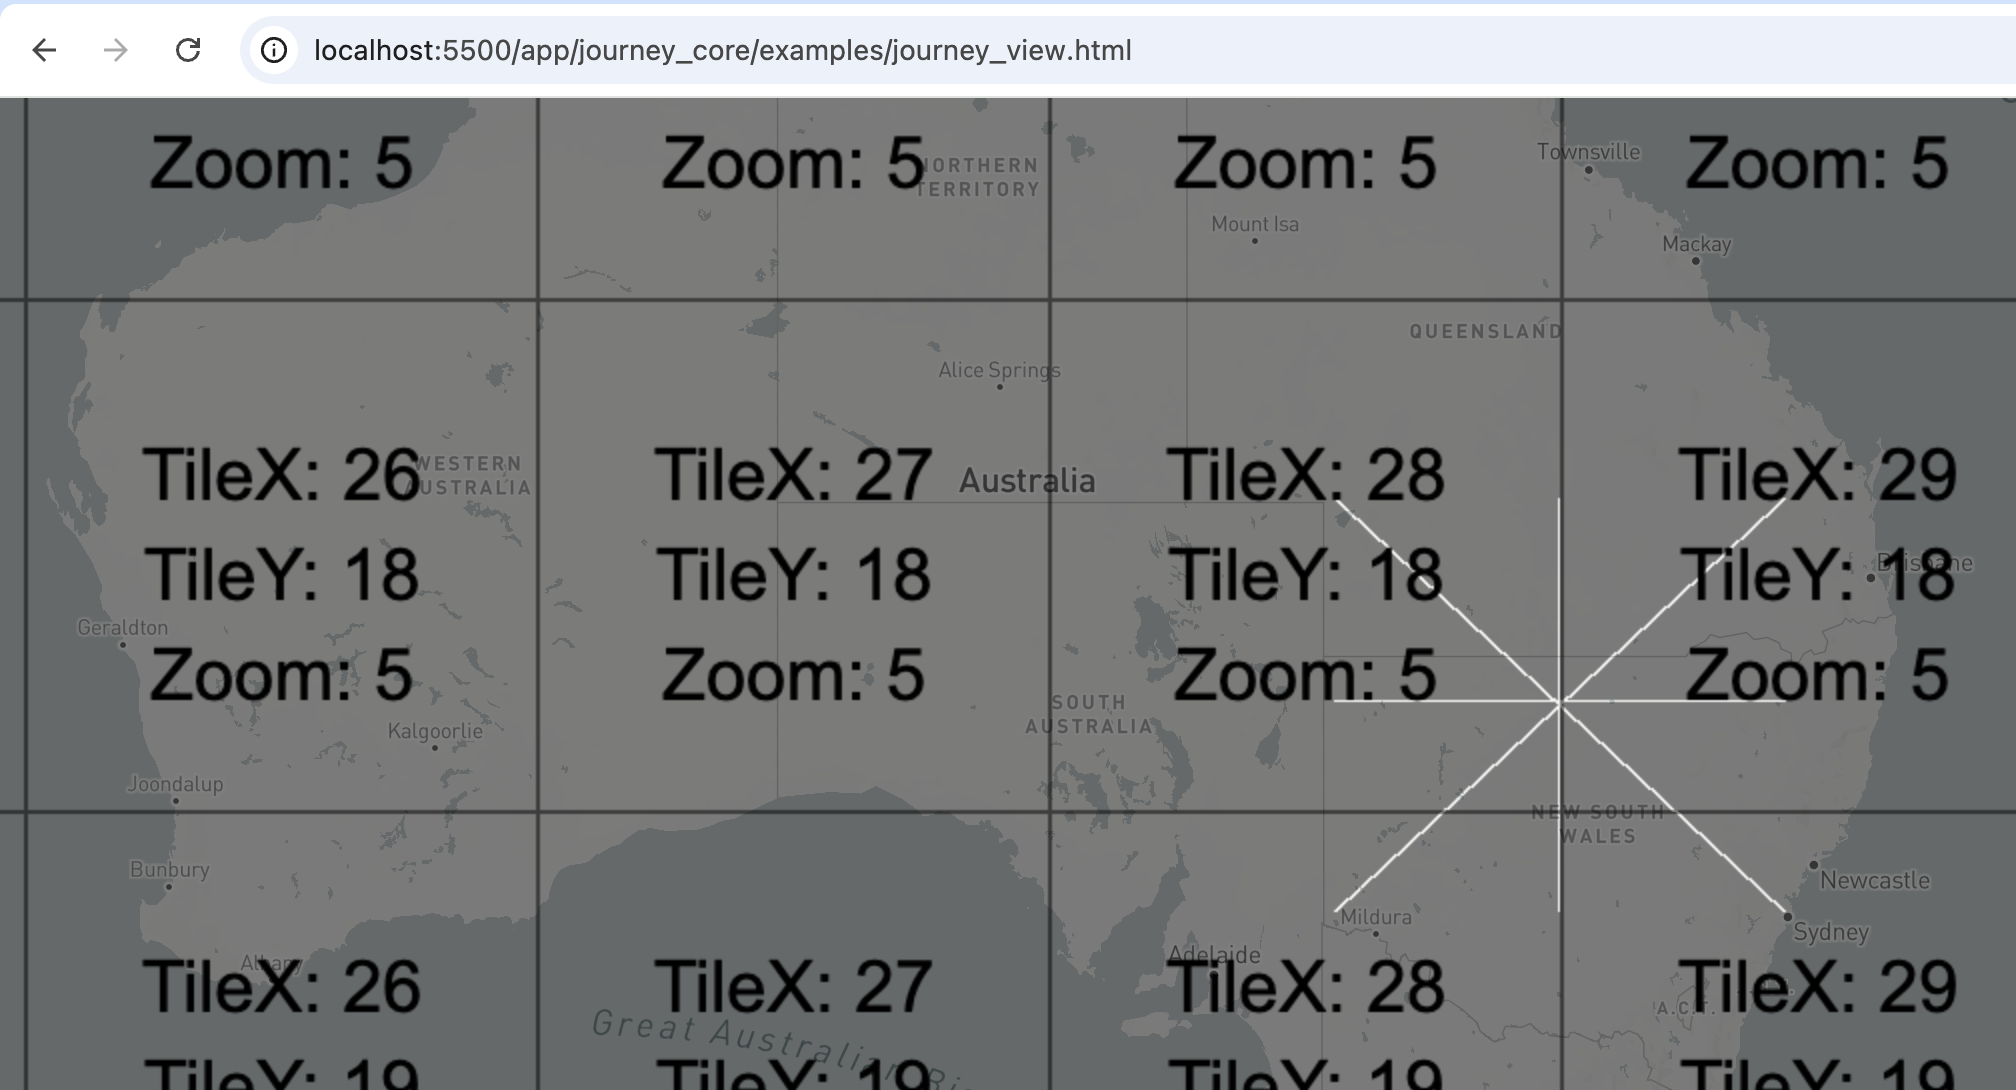 localhost:5500/app/journey_core/examples/journey_view.html
Zoom: 5
Zoom: 5
Zoom: 5
Zoom: 5
NORTHERN
TERRITORY
Townsville
Mount Isa
Mackay
QUEENSLAND
Alice Springs
TileX: 26
TileX: 27
TileX: 28
TileX: 29
WESTERN
AUSTRALIA
Australia
TileY: 18
TileY: 18
TileY: 18
TileY: 18
Brisbane
Geraldton
Zoom: 5
Zoom: 5
Zoom: 5
Zoom: 5
SOUTH
AUSTRALIA
Kalgoorlie
Joondalup
NEW SOUTH
WALES
Bunbury
Newcastle
Mildura
Sydney
Adelaide
Albany
TileX: 26
TileX: 27
TileX: 28
TileX: 29
A.C.T.
Great Australian
TileY: 19
TileY: 19
TileY: 19
TileY: 19